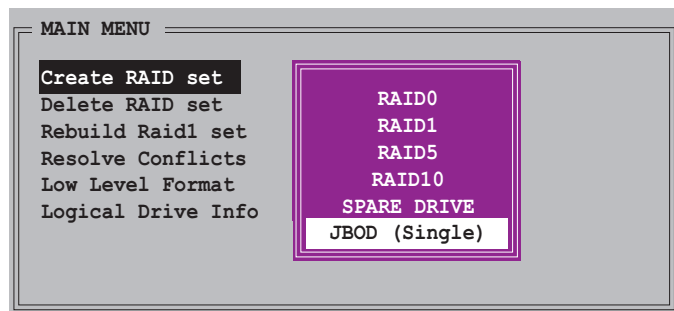 MAIN MENU
Create RAID set
Delete RAID set
Rebuild Raid1 set
Resolve Conflicts
Low Level Format
Logical Drive Info
RAID0
RAID1
RAID5
RAID10
SPARE DRIVE
JBOD (Single)